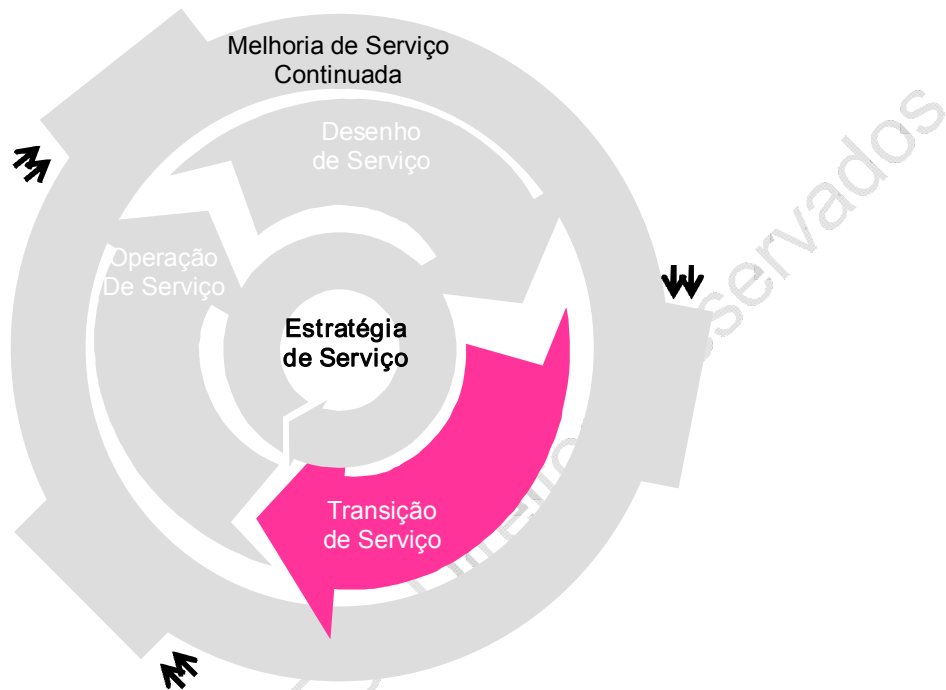 Melhoria de Serviço
Continuada
Desenho
de Serviço
Operação
De Serviço
Estratégia
de Serviço
Transição
de Serviço